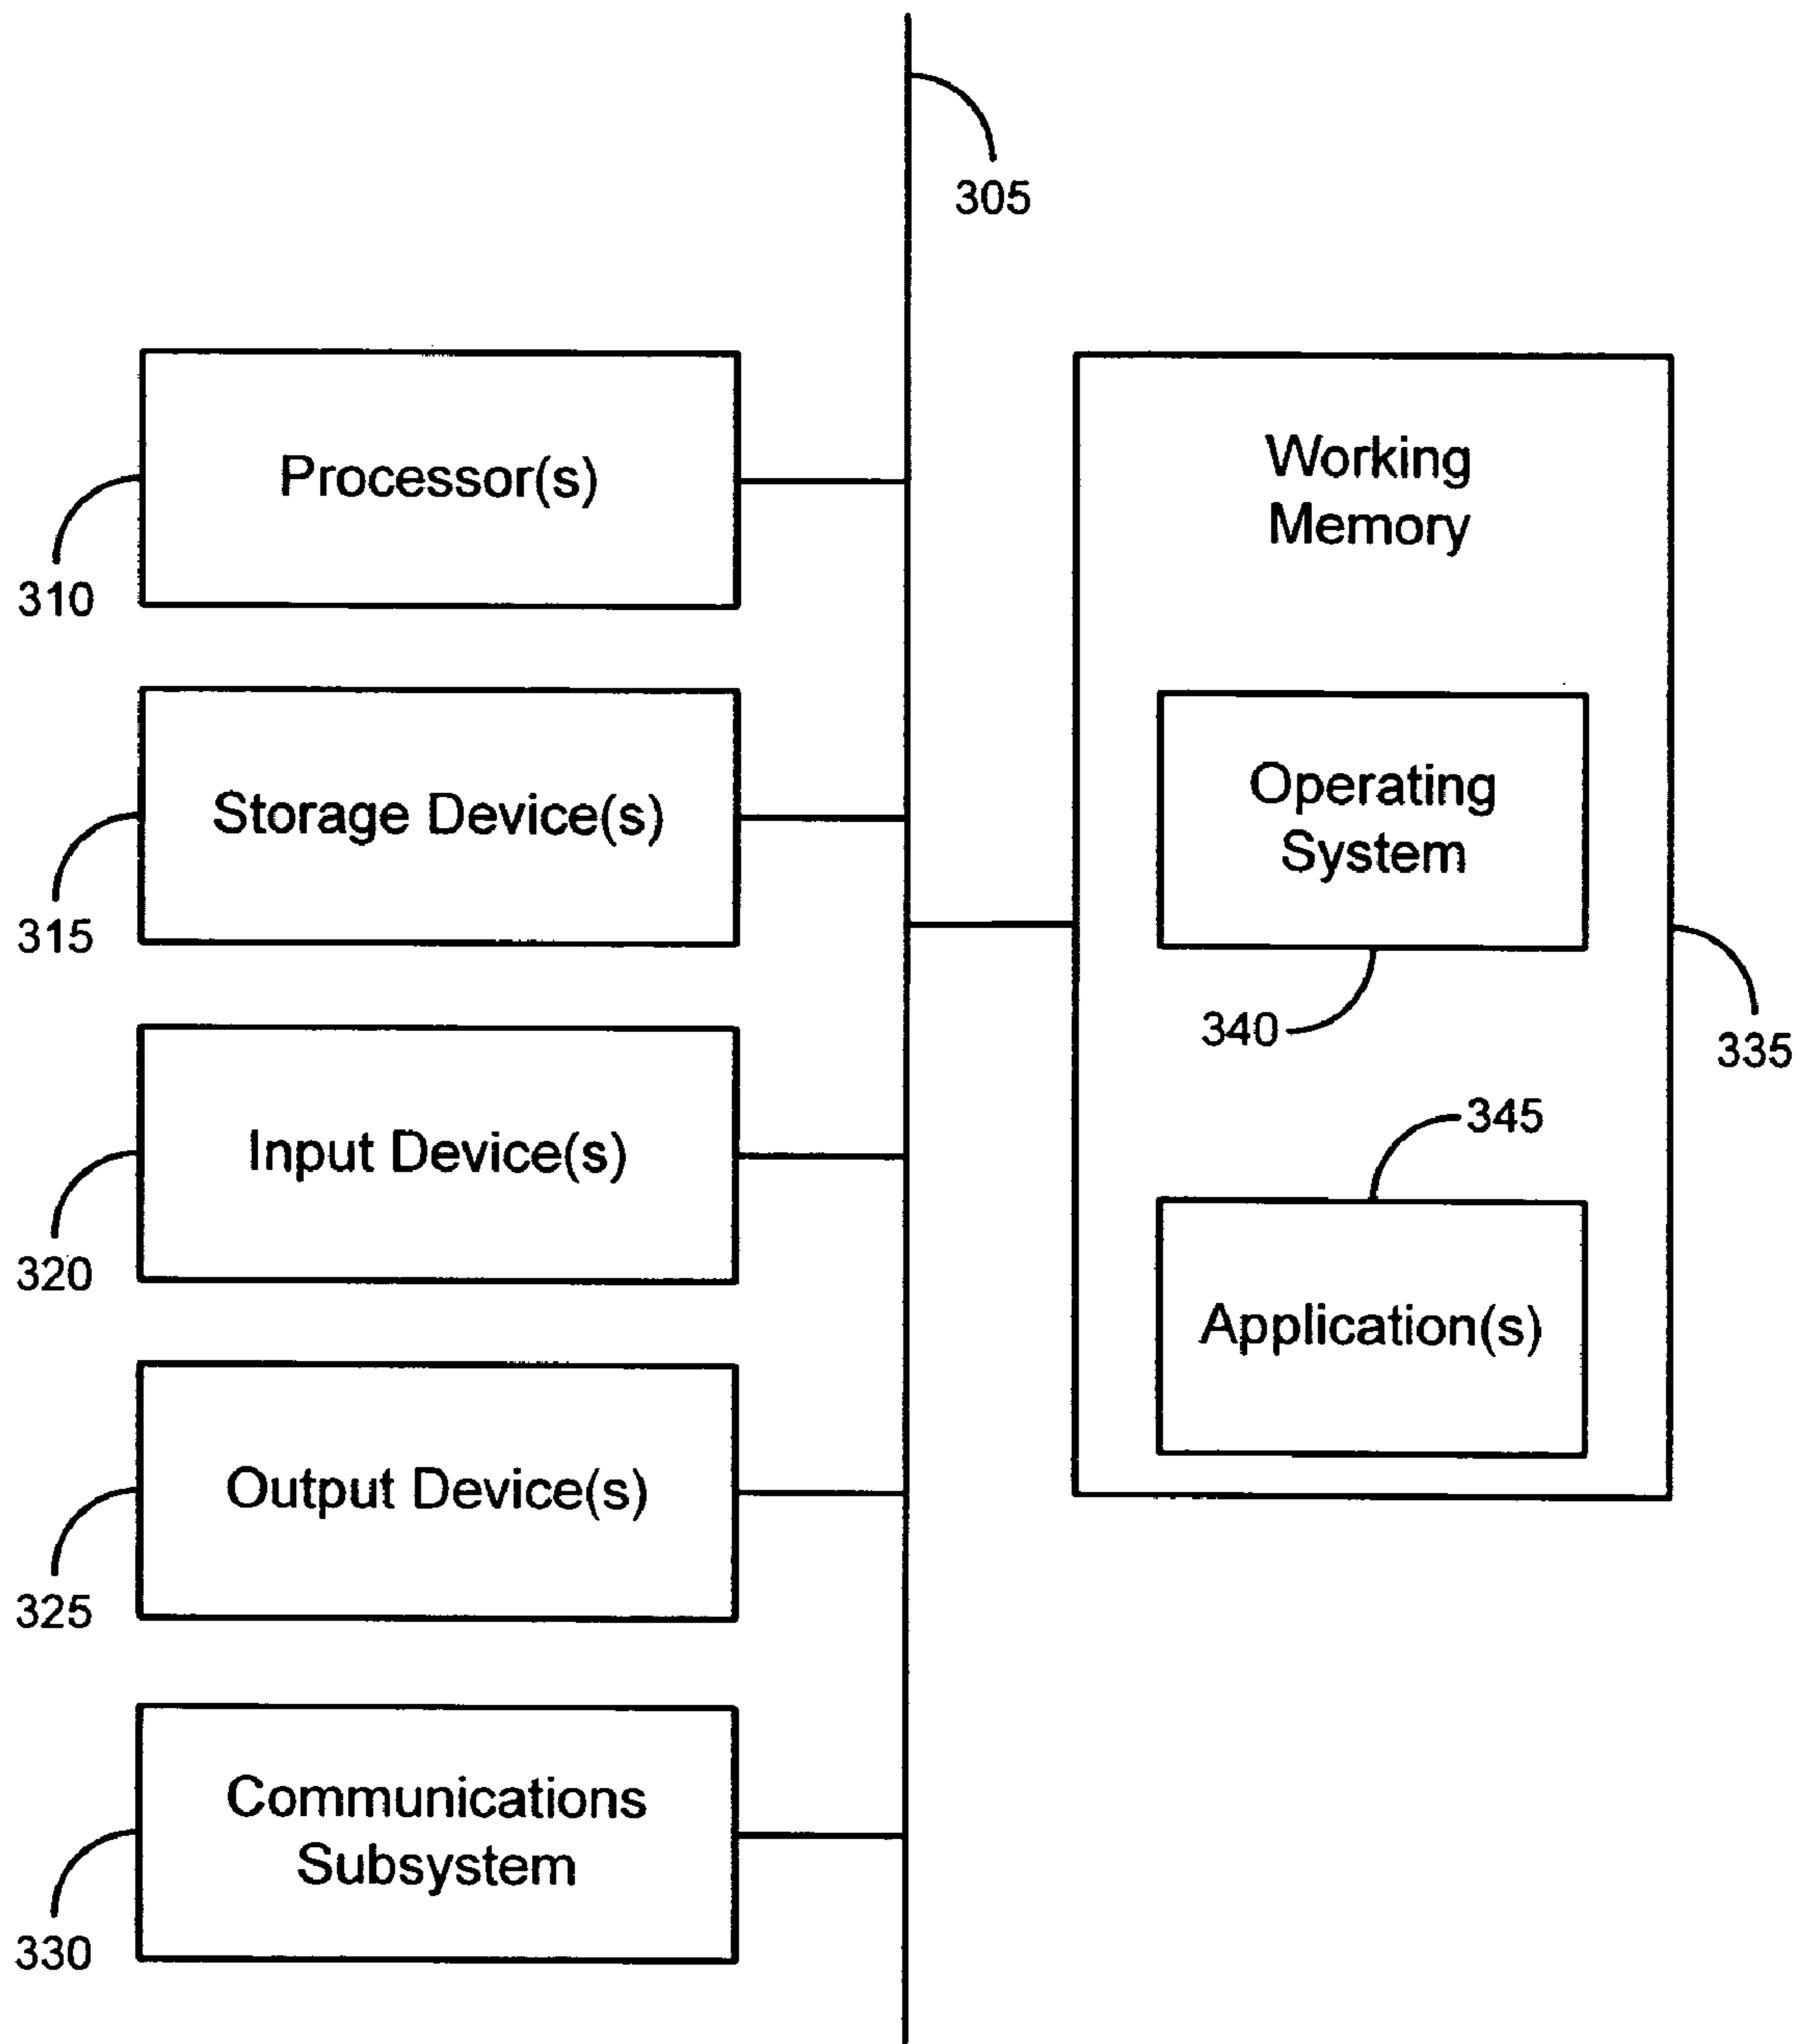 305
Processor(s)
310
Storage Device(s)
315
Input Device(s)
320
Output Device(s)
325
Communications
Subsystem
330
Working
Memory
Operating
System
340
335
345
Application(s)